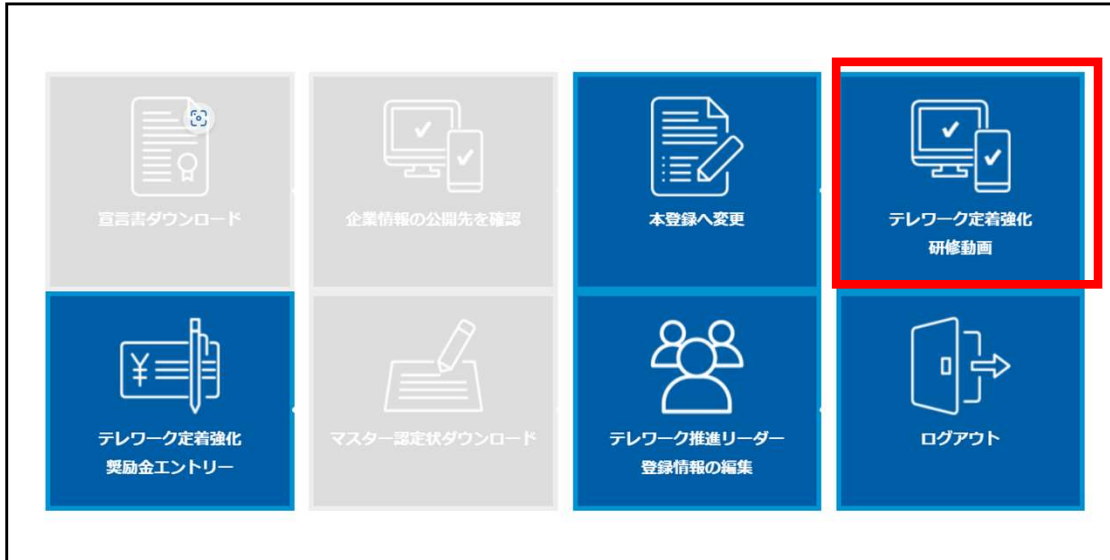 宣言書ダウンロード
企業情報の公開先を確認
本登録へ変更
テレワーク定着強化
研修動画
テレワーク定着強化
奨励金エントリー
マスター認定状ダウンロード
テレワーク推進リーダー
登録情報の編集
ログアウト